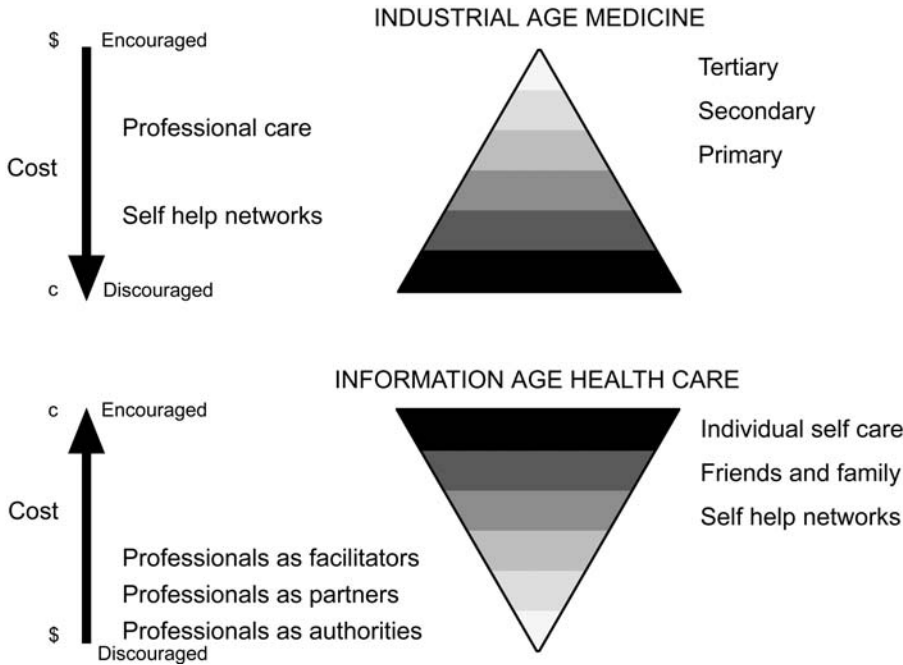 INDUSTRIAL AGE MEDICINE
$ Encouraged
Tertiary
Secondary
Professional care
Primary
Cost
Self help networks
c Discouraged
INFORMATION AGE HEALTH CARE
c Encouraged
Individual self care
Friends and family
Cost
Self help networks
Professionals as facilitators
Professionals as partners
$ Professionals as authorities
Discouraged